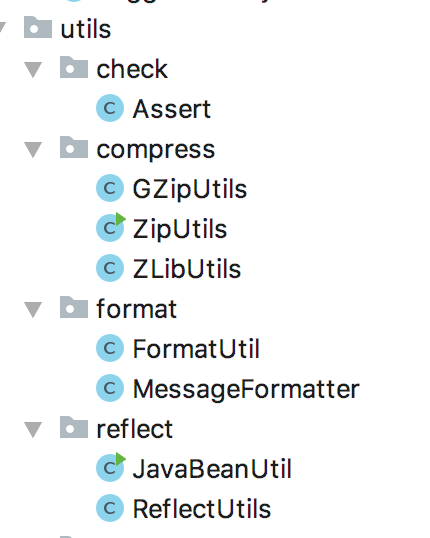 utils
check
C Assert
compress
C GZipUtils
C ZipUtils
C ZLibUtils
format
C FormatUtil
C MessageFormatter
reflect
C JavaBeanUtil
C ReflectUtils